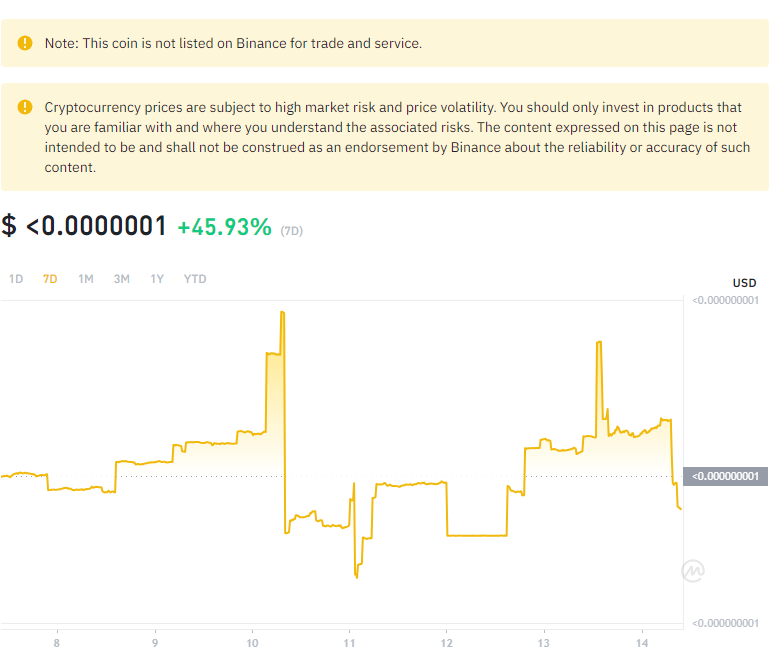 Note: This coin is not listed on Binance for trade and service.
Cryptocurrency prices are subject to high market risk and price volatility. You should only invest in products that
you are familiar with and where you understand the associated risks. The content expressed on this page is not
intended to be and shall not be construed as an endorsement by Binance about the reliability or accuracy of such
content.
$ <0.0000001 +45.93% (7D)
1D 7D 1M 3M 1Y YTD
USD
<0.000000001
<0.000000001
<0.000000001
8 9 10 11 12 13 14